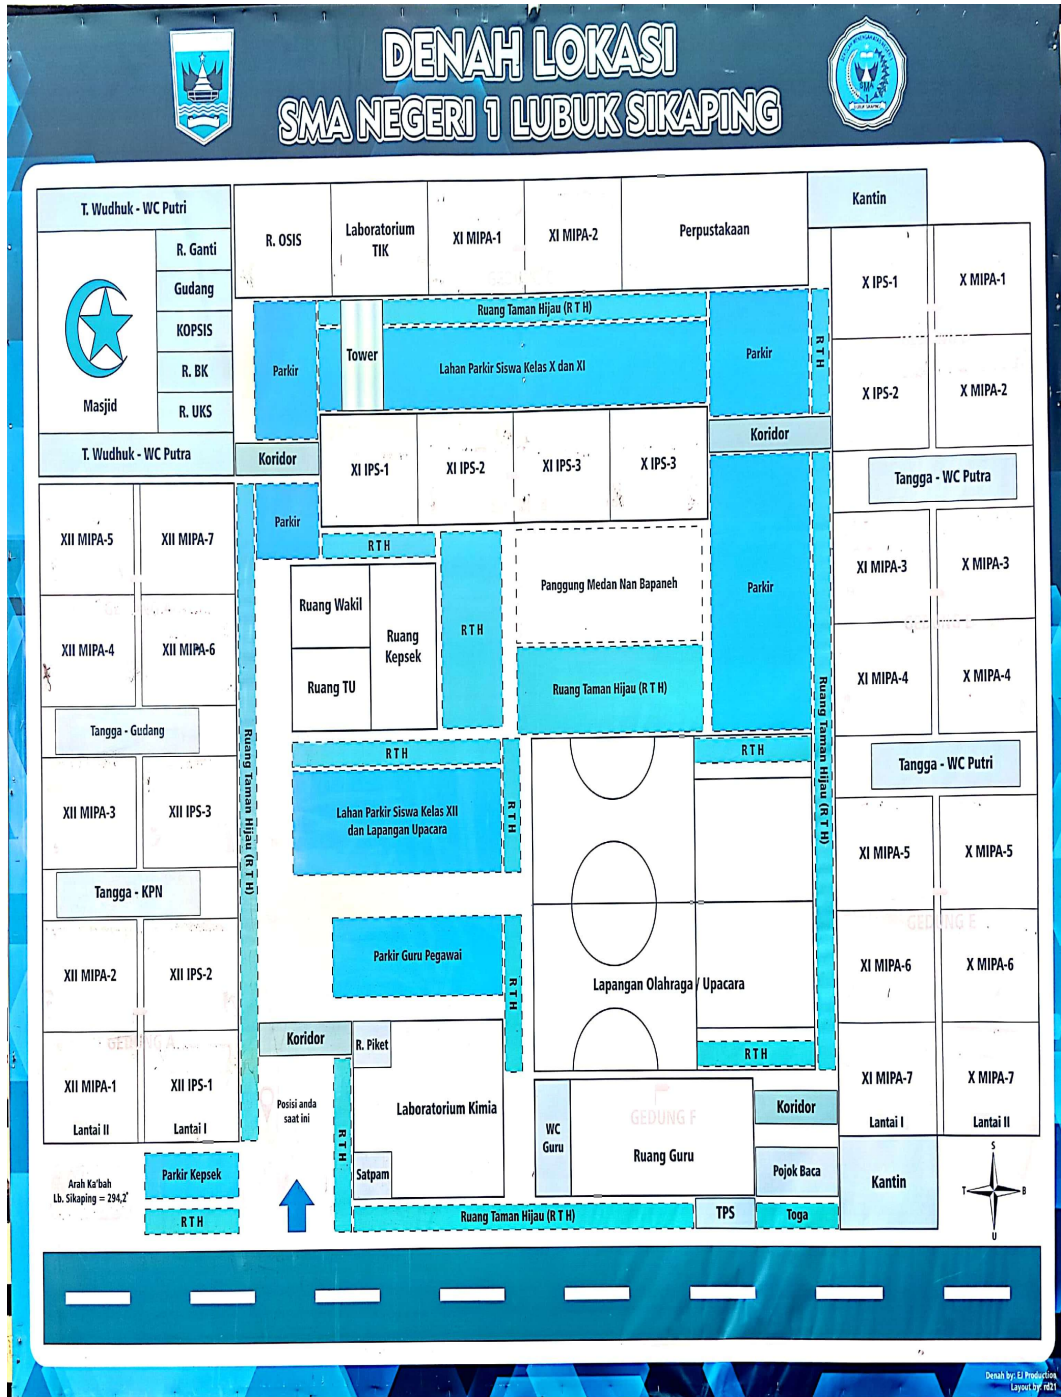 DENAH LOKASI
SMA NEGERI 1 LUBUK SIKAPING
T. Wudhuk - WC Putri
R. Ganti
Gudang
KOPSIS
R. BK
R. UKS
Masjid
T. Wudhuk - WC Putra
R. OSIS
Laboratorium
TIK
XI MIPA-1
XI MIPA-2
Perpustakaan
Kantin
Parkir
Tower
Ruang Taman Hijau (R T H)
Lahan Parkir Siswa Kelas X dan XI
Parkir
R T H
X IPS-1
X MIPA-1
X IPS-2
X MIPA-2
Koridor
XI IPS-1
XI IPS-2
XI IPS-3
X IPS-3
Koridor
Tangga - WC Putra
XII MIPA-5
XII MIPA-7
Parkir
R T H
XI MIPA-3
X MIPA-3
XII MIPA-4
XII MIPA-6
Ruang Wakil
Ruang
Kepsek
Ruang TU
R T H
Panggung Medan Nan Bapaneh
Ruang Taman Hijau (R T H)
Parkir
XI MIPA-4
X MIPA-4
Tangga - Gudang
Ruang Taman Hijau (R T H)
R T H
R T H
Ruang Taman Hijau (R T H)
Tangga - WC Putri
XII MIPA-3
XII IPS-3
Lahan Parkir Siswa Kelas XII
dan Lapangan Upacara
R T H
XI MIPA-5
X MIPA-5
Tangga - KPN
GEDUNG E
XII MIPA-2
XII IPS-2
Parkir Guru Pegawai
R T H
Lapangan Olahraga / Upacara
XI MIPA-6
X MIPA-6
GEDUNG A
Koridor
R. Piket
R T H
XII MIPA-1
XII IPS-1
Lantai II
Lantai I
Posisi anda
saat ini
R T H
Laboratorium Kimia
Satpam
WC
Guru
GEDUNG F
Ruang Guru
Koridor
Pojok Baca
XI MIPA-7
X MIPA-7
Lantai I
Lantai II
Arah Ka'bah
Lb. Sikaping = 294,2°
Parkir Kepsek
R T H
Ruang Taman Hijau (R T H)
TPS
Toga
Kantin
S
T
B
U
Denah by: EJ Production
Layout by: rd21